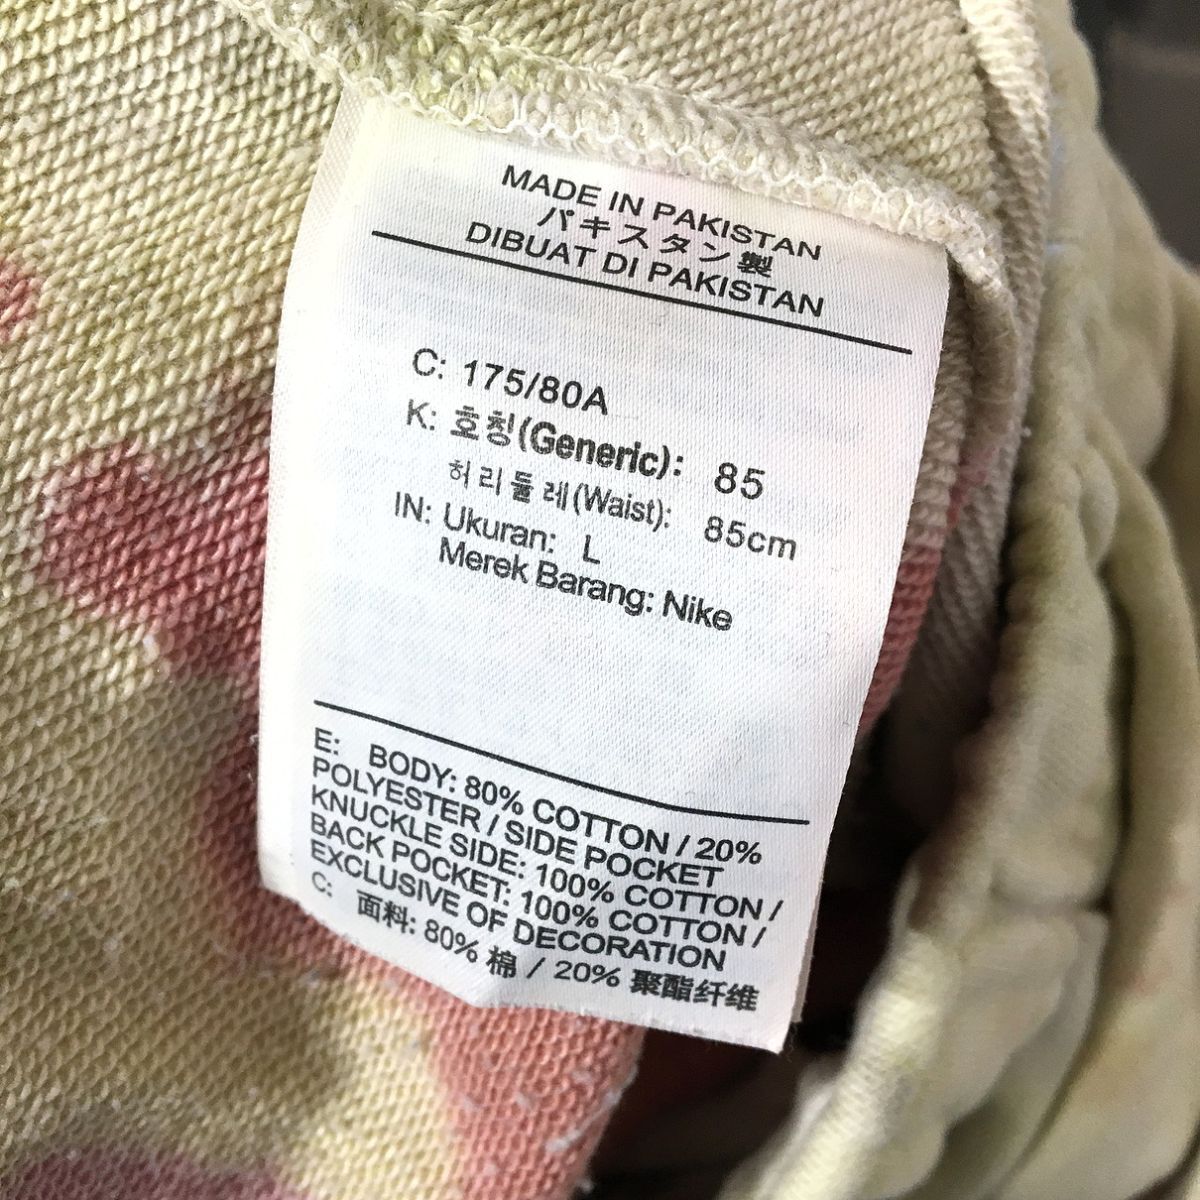 MADE IN PAKISTAN
パキスタン製
DIBUAT DI PAKISTAN
C: 175/80A
K: 호칭(Generic): 85
허리둘레(Waist): 85cm
IN: Ukuran: L
Merek Barang: Nike
E: BODY: 80% COTTON / 20%
POLYESTER / SIDE POCKET
KNUCKLE SIDE: 100% COTTON /
BACK POCKET: 100% COTTON /
EXCLUSIVE OF DECORATION
C: 面料: 80% 棉 / 20% 聚酯纤维